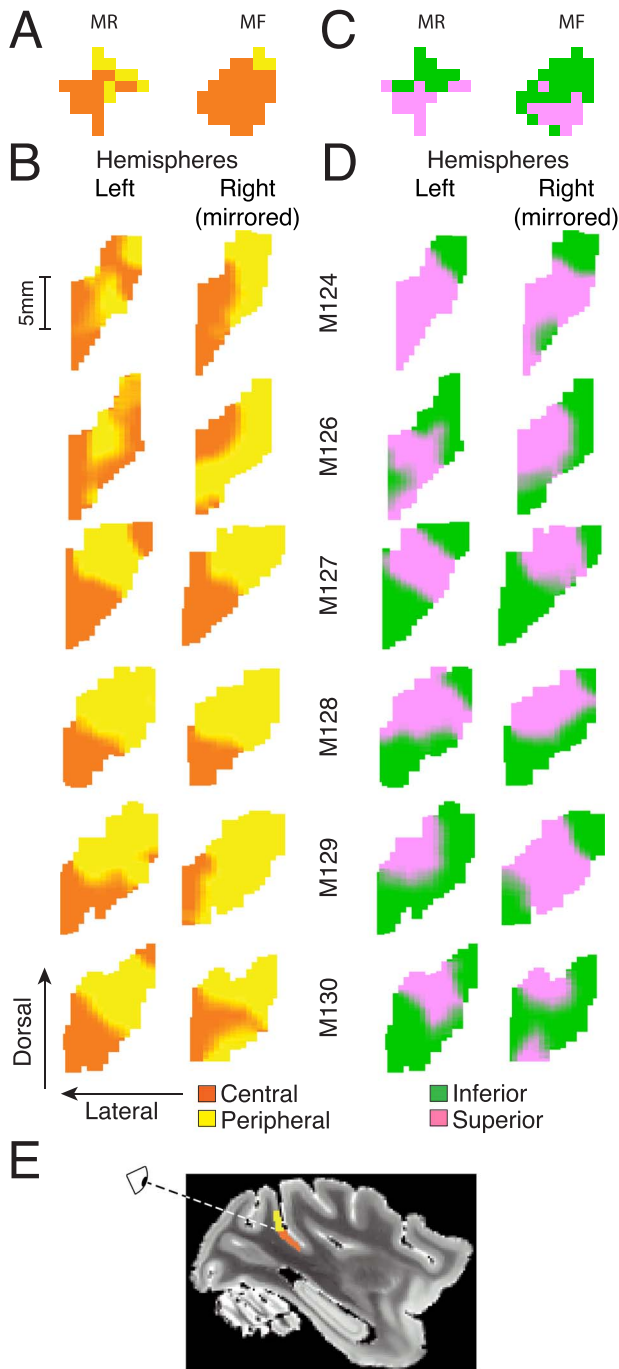 A
MR
MF
C
MR
MF
B
Hemispheres
Left
Right
(mirrored)
D
Hemispheres
Left
Right
(mirrored)
5mm
M124
M126
M127
M128
M129
M130
Dorsal
Lateral
Central
Peripheral
Inferior
Superior
E